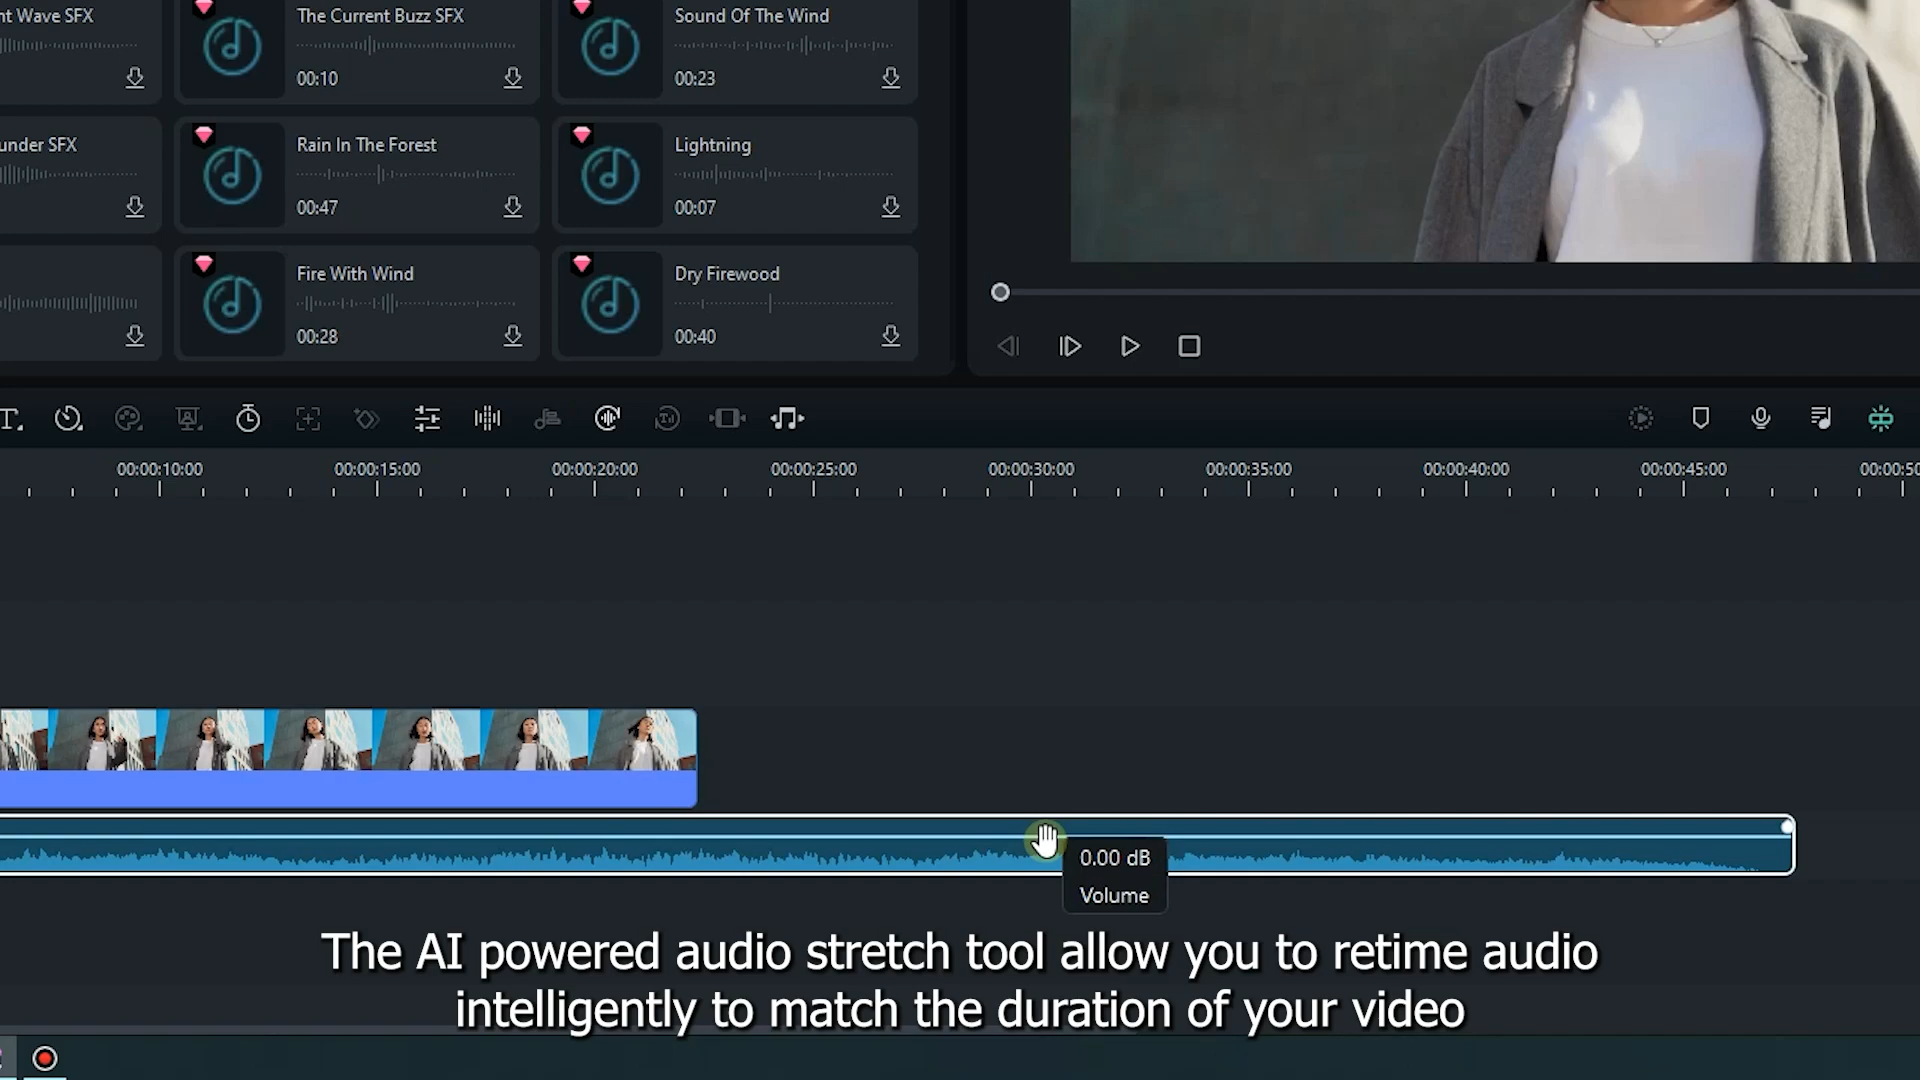 nt Wave SFX
The Current Buzz SFX
Sound Of The Wind
00:10
00:23
under SFX
Rain In The Forest
Lightning
00:47
00:07
Fire With Wind
Dry Firewood
00:28
00:40
00:00:10:00
00:00:15:00
00:00:20:00
00:00:25:00
00:00:30:00
00:00:35:00
00:00:40:00
00:00:45:00
00:00:50
0.00 dB
Volume
The AI powered audio stretch tool allow you to retime audio
intelligently to match the duration of your video